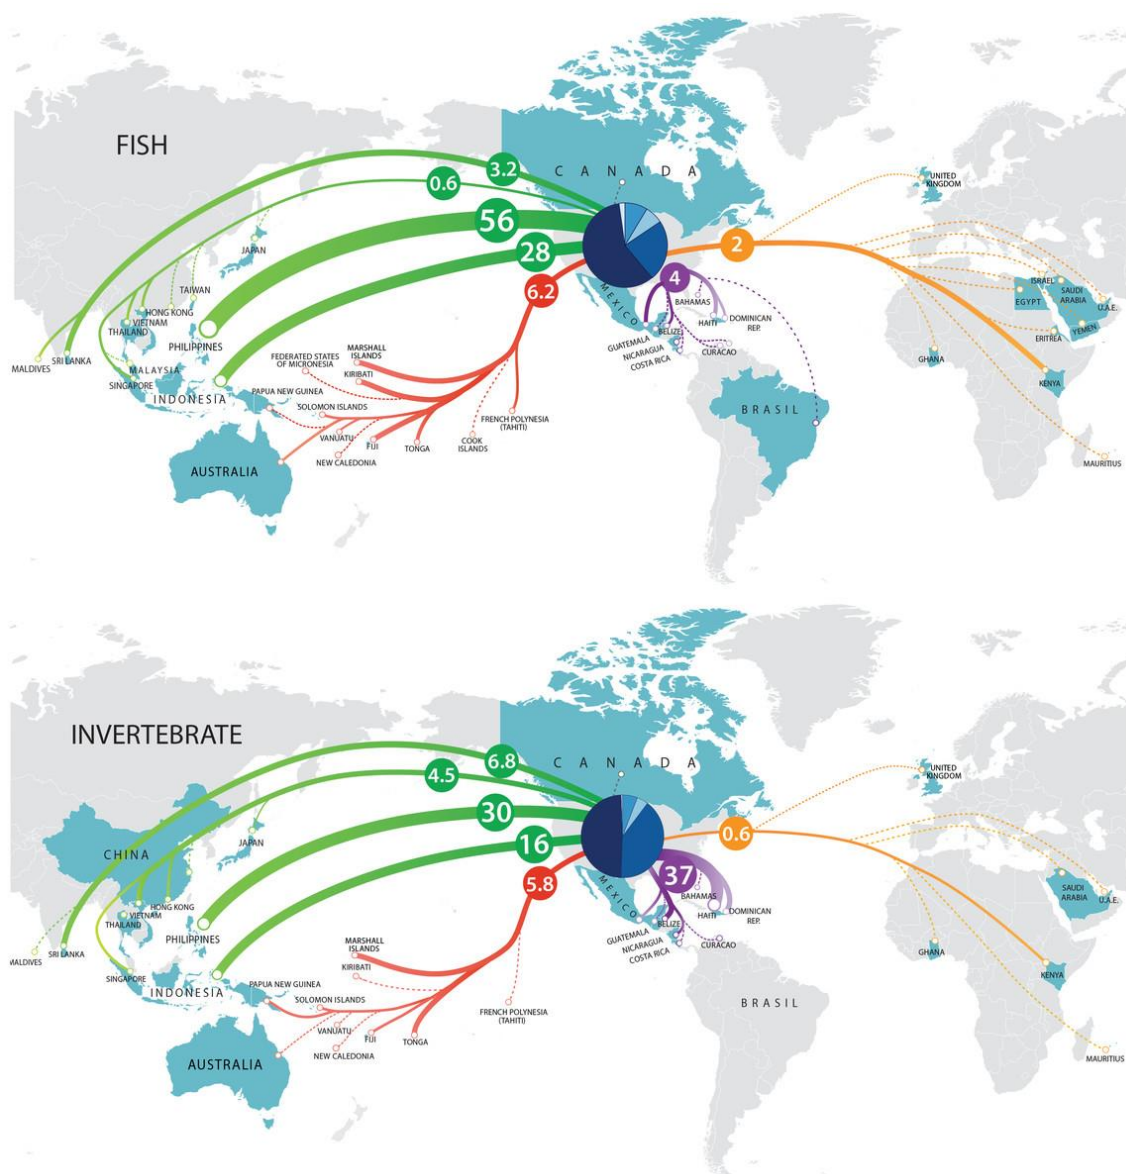 FISH
CANADA
3.2
0.6
56
28
6.2
2
4
UNITED
KINGDOM
JAPAN
TAIWAN
HONG KONG
VIETNAM
THAILAND
PHILIPPINES
MALDIVES
SRI LANKA
MALAYSIA
SINGAPORE
INDONESIA
FEDERATED STATES
OF MICRONESIA
MARSHALL
ISLANDS
KIRIBATI
PAPUA NEW GUINEA
SOLOMON ISLANDS
VANUATU
NEW CALEDONIA
FIJI
TONGA
COOK
ISLANDS
FRENCH POLYNESIA
(TAHITI)
AUSTRALIA
MEXICO
BAHAMAS
HAITI
DOMINICAN
REP.
GUATEMALA
BELIZE
NICARAGUA
COSTA RICA
CURACAO
BRASIL
ISRAEL
EGYPT
SAUDI
ARABIA
U.A.E.
YEMEN
ERITREA
GHANA
KENYA
MAURITIUS
INVERTEBRATE
CANADA
6.8
4.5
30
16
5.8
0.6
37
UNITED
KINGDOM
CHINA
JAPAN
HONG KONG
VIETNAM
THAILAND
PHILIPPINES
MALDIVES
SRI LANKA
SINGAPORE
INDONESIA
MARSHALL
ISLANDS
KIRIBATI
PAPUA NEW GUINEA
SOLOMON ISLANDS
VANUATU
NEW CALEDONIA
FIJI
TONGA
FRENCH POLYNESIA
(TAHITI)
AUSTRALIA
MEXICO
BAHAMAS
HAITI
DOMINICAN
REP.
GUATEMALA
BELIZE
NICARAGUA
COSTA RICA
CURACAO
BRASIL
SAUDI
ARABIA
U.A.E.
GHANA
KENYA
MAURITIUS